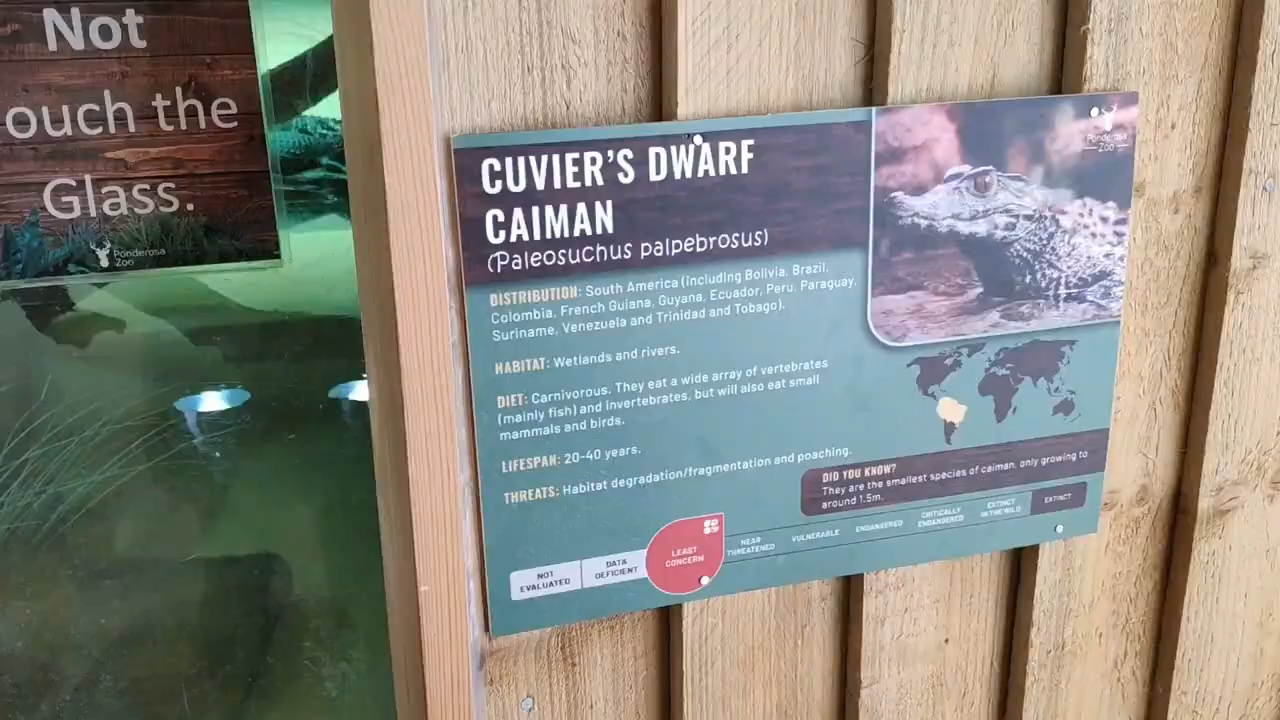 Not
ouch the
Glass.
Ponderosa
Zoo
CUVIER'S DWARF
CAIMAN
(Paleosuchus palpebrosus)
DISTRIBUTION: South America (including Bolivia, Brazil,
Colombia, French Guiana, Guyana, Ecuador, Peru, Paraguay,
Suriname, Venezuela and Trinidad and Tobago).
HABITAT: Wetlands and rivers.
DIET: Carnivorous. They eat a wide array of vertebrates
(mainly fish) and invertebrates, but will also eat small
mammals and birds.
LIFESPAN: 20-40 years.
THREATS: Habitat degradation/fragmentation and poaching.
Ponderosa
Zoo
DID YOU KNOW?
They are the smallest species of caiman, only growing to
around 1.5m.
NOT
EVALUATED
DATA
DEFICIENT
LEAST
CONCERN
NEAR
THREATENED
VULNERABLE
ENDANGERED
CRITICALLY
ENDANGERED
EXTINCT
IN THE WILD
EXTINCT